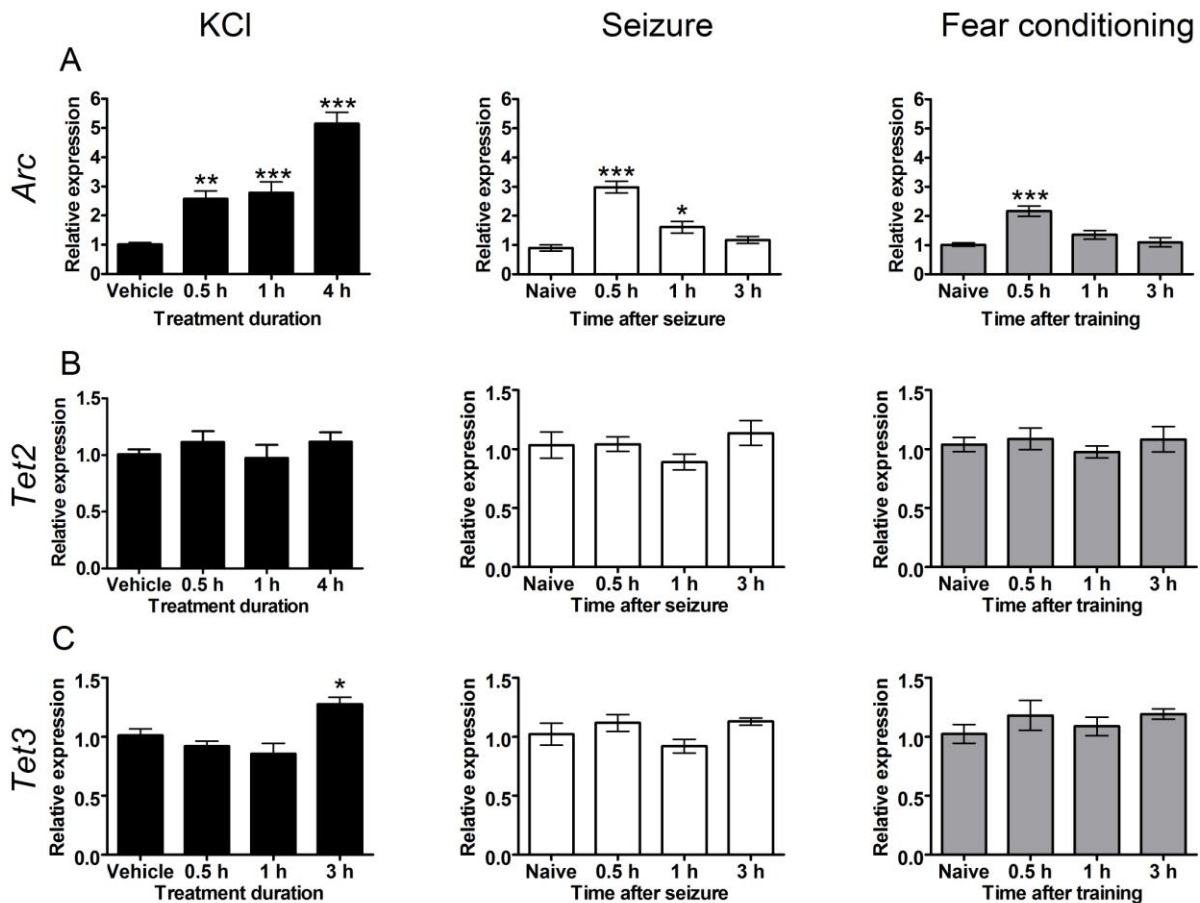 KCl Seizure Fear conditioning
A
Arc
Relative expression
6
5
4
3
2
1
0
** *** ***
Vehicle 0.5 h 1 h 4 h
Treatment duration
Relative expression
6
5
4
3
2
1
0
*** *
Naive 0.5 h 1 h 3 h
Time after seizure
Relative expression
6
5
4
3
2
1
0
***
Naive 0.5 h 1 h 3 h
Time after training
B
Tet2
Relative expression
1.5
1.0
0.5
0.0
Vehicle 0.5 h 1 h 4 h
Treatment duration
Relative expression
1.5
1.0
0.5
0.0
Naive 0.5 h 1 h 3 h
Time after seizure
Relative expression
1.5
1.0
0.5
0.0
Naive 0.5 h 1 h 3 h
Time after training
C
Tet3
Relative expression
1.5
1.0
0.5
0.0
*
Vehicle 0.5 h 1 h 3 h
Treatment duration
Relative expression
1.5
1.0
0.5
0.0
Naive 0.5 h 1 h 3 h
Time after seizure
Relative expression
1.5
1.0
0.5
0.0
Naive 0.5 h 1 h 3 h
Time after training